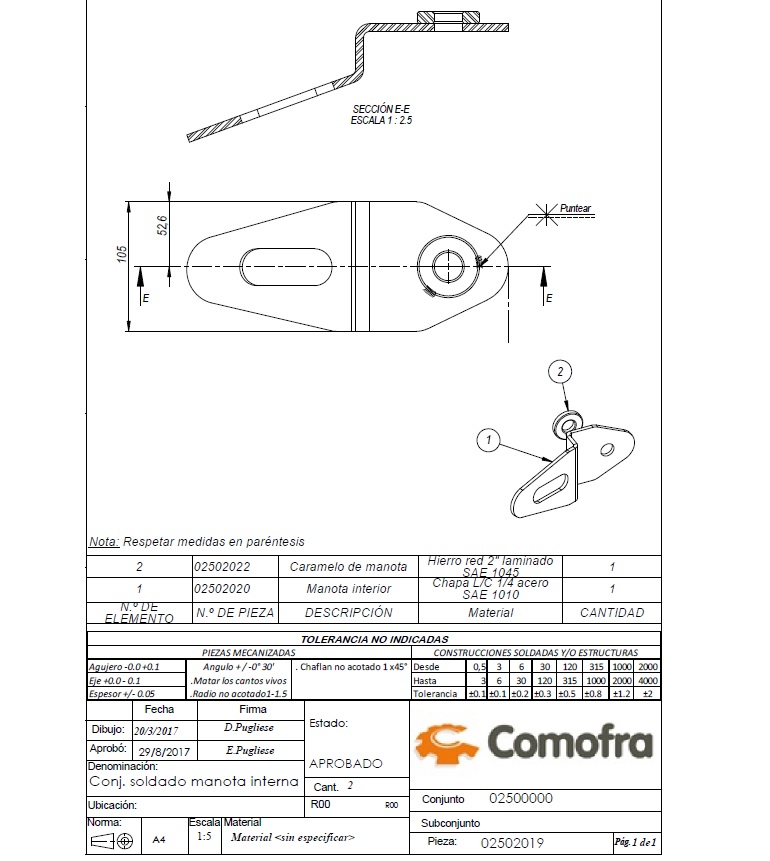 SECCIÓN E-E
ESCALA 1 : 2.5
Puntear
52,6
105
E
E
2
1
Nota: Respetar medidas en paréntesis
2 02502022 Caramelo de manota Hierro red 2" laminado SAE 1045 1
1 02502020 Manota interior Chapa L/C 1/4 acero SAE 1010 1
N.º DE ELEMENTO N.º DE PIEZA DESCRIPCIÓN Material CANTIDAD
TOLERANCIA NO INDICADAS
PIEZAS MECANIZADAS CONSTRUCCIONES SOLDADAS Y/O ESTRUCTURAS
Agujero -0.0 +0.1 Angulo + / -0° 30' . Chaflan no acotado 1 x45° Desde 0,5 3 6 30 120 315 1000 2000
Eje +0.0 - 0.1 .Matar los cantos vivos Hasta 3 6 30 120 315 1000 2000 4000
Espesor +/- 0.05 .Radio no acotado1-1.5 Tolerancia ±0.1 ±0.1 ±0.2 ±0.3 ±0.5 ±0.8 ±1.2 ±2
Fecha Firma
Dibujo: 20/3/2017 D.Pugliese
Aprobó: 29/8/2017 E.Pugliese
Estado:
APROBADO
Comofra
Denominación:
Conj. soldado manota interna
Cant. 2
Ubicación:
R00 R00
Conjunto 02500000
Subconjunto
Norma: A4
Escala 1:5
Material
Material <sin especificar>
Pieza: 02502019
Pág. 1 de 1